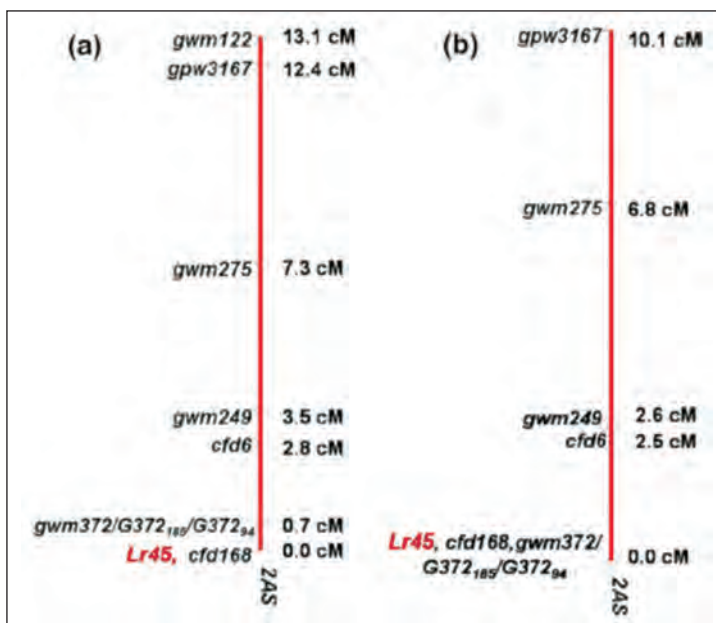 (a)
gwm122 13.1 cM
gpw3167 12.4 cM
gwm275 7.3 cM
gwm249 3.5 cM
cfd6 2.8 cM
gwm372/G372₁₈₅/G372₉₄ 0.7 cM
Lr45, cfd168 0.0 cM
2AS
(b)
gpw3167 10.1 cM
gwm275 6.8 cM
gwm249 2.6 cM
cfd6 2.5 cM
Lr45, cfd168,gwm372/
G372₁₈₅/G372₉₄ 0.0 cM
2AS